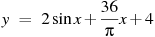 y = 2 sin x + 36/π x + 4